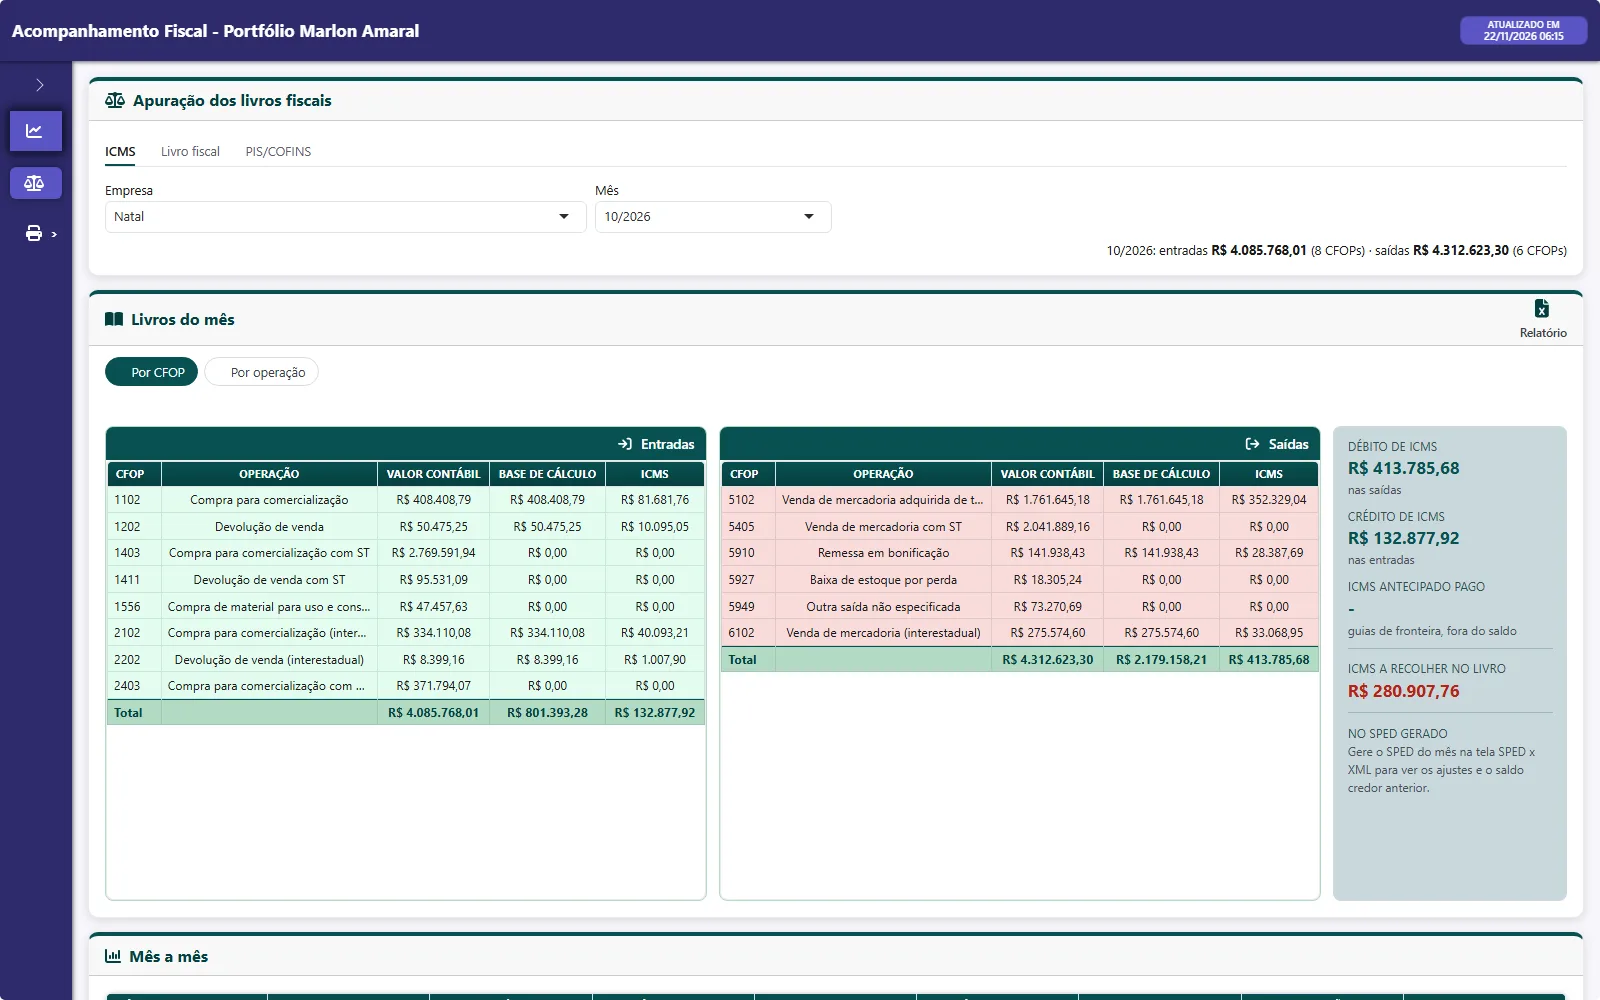 Acompanhamento Fiscal - Portfólio Marlon Amaral
ATUALIZADO EM
22/11/2026 06:15
Apuração dos livros fiscais
ICMS Livro fiscal PIS/COFINS
Empresa Mês
Natal 10/2026
10/2026: entradas R$ 4.085.768,01 (8 CFOPs) · saídas R$ 4.312.623,30 (6 CFOPs)
Livros do mês
Relatório
Por CFOP Por operação
Entradas
CFOP OPERAÇÃO VALOR CONTÁBIL BASE DE CÁLCULO ICMS
1102 Compra para comercialização R$ 408.408,79 R$ 408.408,79 R$ 81.681,76
1202 Devolução de venda R$ 50.475,25 R$ 50.475,25 R$ 10.095,05
1403 Compra para comercialização com ST R$ 2.769.591,94 R$ 0,00 R$ 0,00
1411 Devolução de venda com ST R$ 95.531,09 R$ 0,00 R$ 0,00
1556 Compra de material para uso e cons... R$ 47.457,63 R$ 0,00 R$ 0,00
2102 Compra para comercialização (inter... R$ 334.110,08 R$ 334.110,08 R$ 40.093,21
2202 Devolução de venda (interestadual) R$ 8.399,16 R$ 8.399,16 R$ 1.007,90
2403 Compra para comercialização com ... R$ 371.794,07 R$ 0,00 R$ 0,00
Total R$ 4.085.768,01 R$ 801.393,28 R$ 132.877,92
Saídas
CFOP OPERAÇÃO VALOR CONTÁBIL BASE DE CÁLCULO ICMS
5102 Venda de mercadoria adquirida de t... R$ 1.761.645,18 R$ 1.761.645,18 R$ 352.329,04
5405 Venda de mercadoria com ST R$ 2.041.889,16 R$ 0,00 R$ 0,00
5910 Remessa em bonificação R$ 141.938,43 R$ 141.938,43 R$ 28.387,69
5927 Baixa de estoque por perda R$ 18.305,24 R$ 0,00 R$ 0,00
5949 Outra saída não especificada R$ 73.270,69 R$ 0,00 R$ 0,00
6102 Venda de mercadoria (interestadual) R$ 275.574,60 R$ 275.574,60 R$ 33.068,95
Total R$ 4.312.623,30 R$ 2.179.158,21 R$ 413.785,68
DÉBITO DE ICMS
R$ 413.785,68
nas saídas
CRÉDITO DE ICMS
R$ 132.877,92
nas entradas
ICMS ANTECIPADO PAGO
-
guias de fronteira, fora do saldo
ICMS A RECOLHER NO LIVRO
R$ 280.907,76
NO SPED GERADO
Gere o SPED do mês na tela SPED x
XML para ver os ajustes e o saldo
credor anterior.
Mês a mês